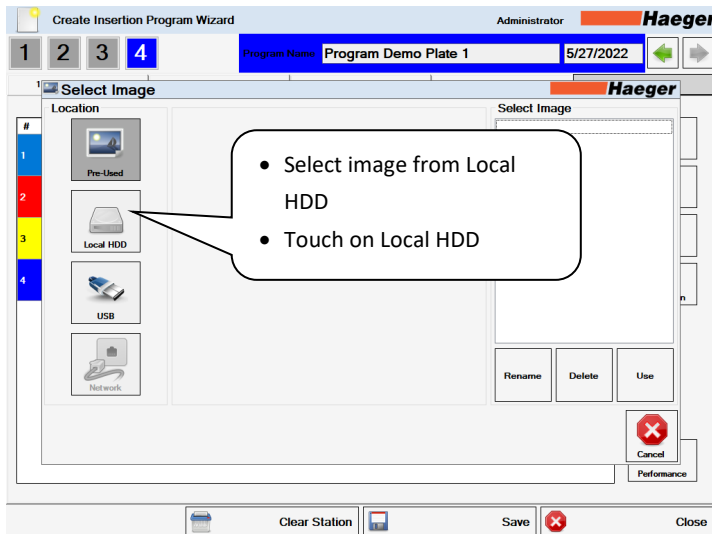 Create Insertion Program Wizard
Administrator
Haeger
1 2 3 4
Program Name
Program Demo Plate 1
5/27/2022
1
Select Image
Haeger
Location
Select Image
#
1
2
3
4
Pre-Used
Local HDD
USB
Network
• Select image from Local
HDD
• Touch on Local HDD
n
Rename
Delete
Use
Cancel
Performance
Clear Station
Save
Close